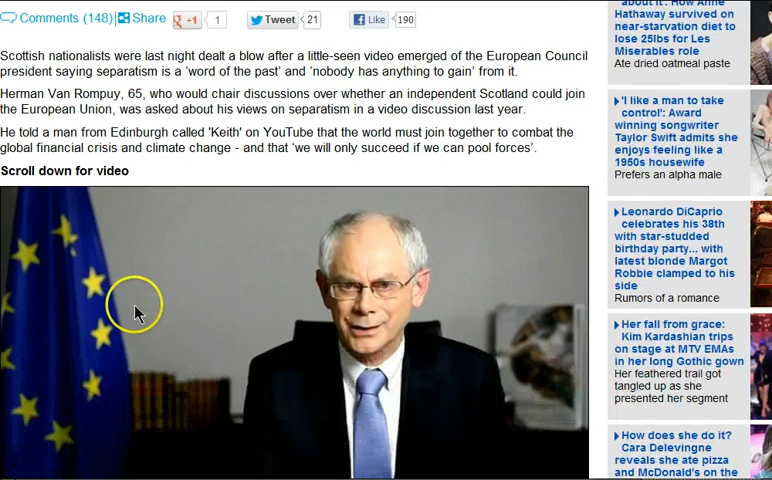 Comments (148)
Share
+1
1
Tweet
21
Like
190
Scottish nationalists were last night dealt a blow after a little-seen video emerged of the European Council
president saying separatism is a ‘word of the past’ and ‘nobody has anything to gain’ from it.
Herman Van Rompuy, 65, who would chair discussions over whether an independent Scotland could join
the European Union, was asked about his views on separatism in a video discussion last year.
He told a man from Edinburgh called 'Keith' on YouTube that the world must join together to combat the
global financial crisis and climate change - and that ‘we will only succeed if we can pool forces’.
Scroll down for video
about it'. How Anne
Hathaway survived on
near-starvation diet to
lose 25lbs for Les
Miserables role
Ate dried oatmeal paste
'I like a man to take
control': Award
winning songwriter
Taylor Swift admits she
enjoys feeling like a
1950s housewife
Prefers an alpha male
Leonardo DiCaprio
celebrates his 38th
with star-studded
birthday party... with
latest blonde Margot
Robbie clamped to his
side
Rumors of a romance
Her fall from grace:
Kim Kardashian trips
on stage at MTV EMAs
in her long Gothic gown
Her feathered trail got
tangled up as she
presented her segment
How does she do it?
Cara Delevingne
reveals she ate pizza
and McDonald's on the